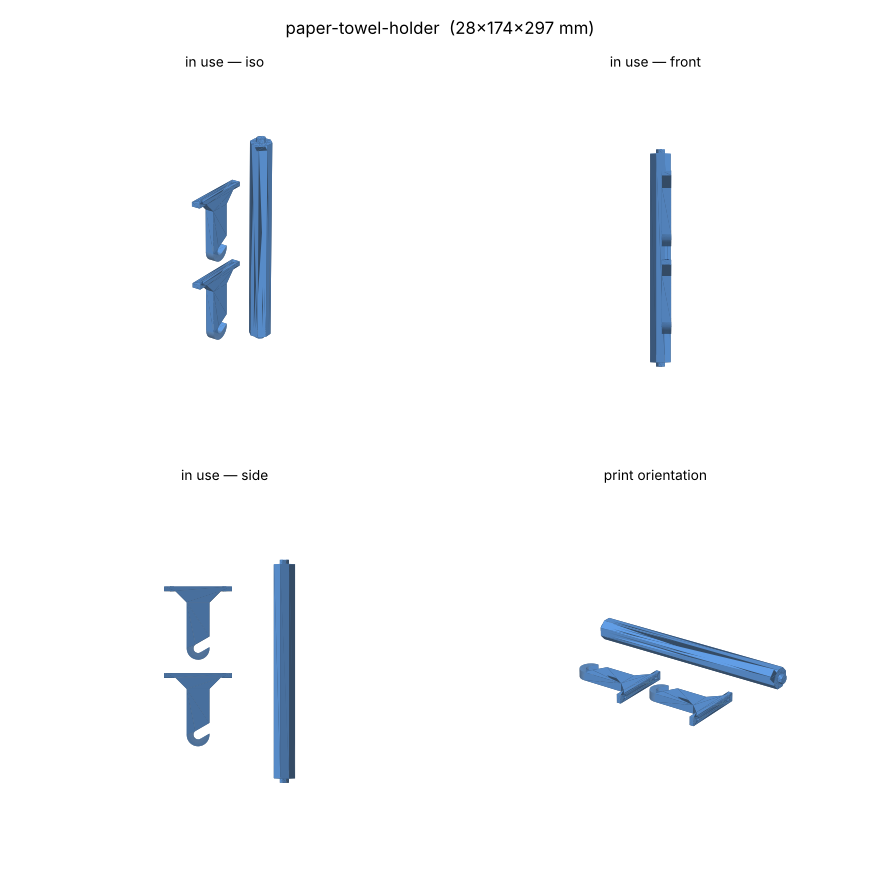 paper-towel-holder  (28×174×297 mm)
in use — iso
in use — front
in use — side
print orientation